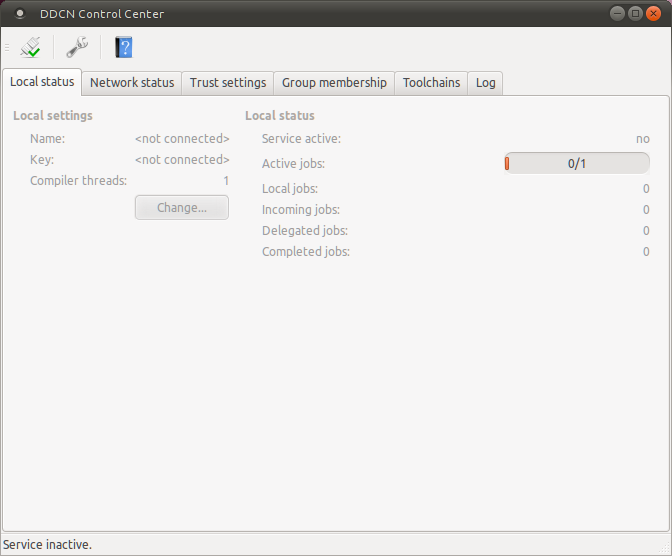 DDCN Control Center
Local status Network status Trust settings Group membership Toolchains Log
Local settings
Name: <not connected>
Key: <not connected>
Compiler threads: 1
Change...
Local status
Service active: no
Active jobs: 0/1
Local jobs: 0
Incoming jobs: 0
Delegated jobs: 0
Completed jobs: 0
Service inactive.